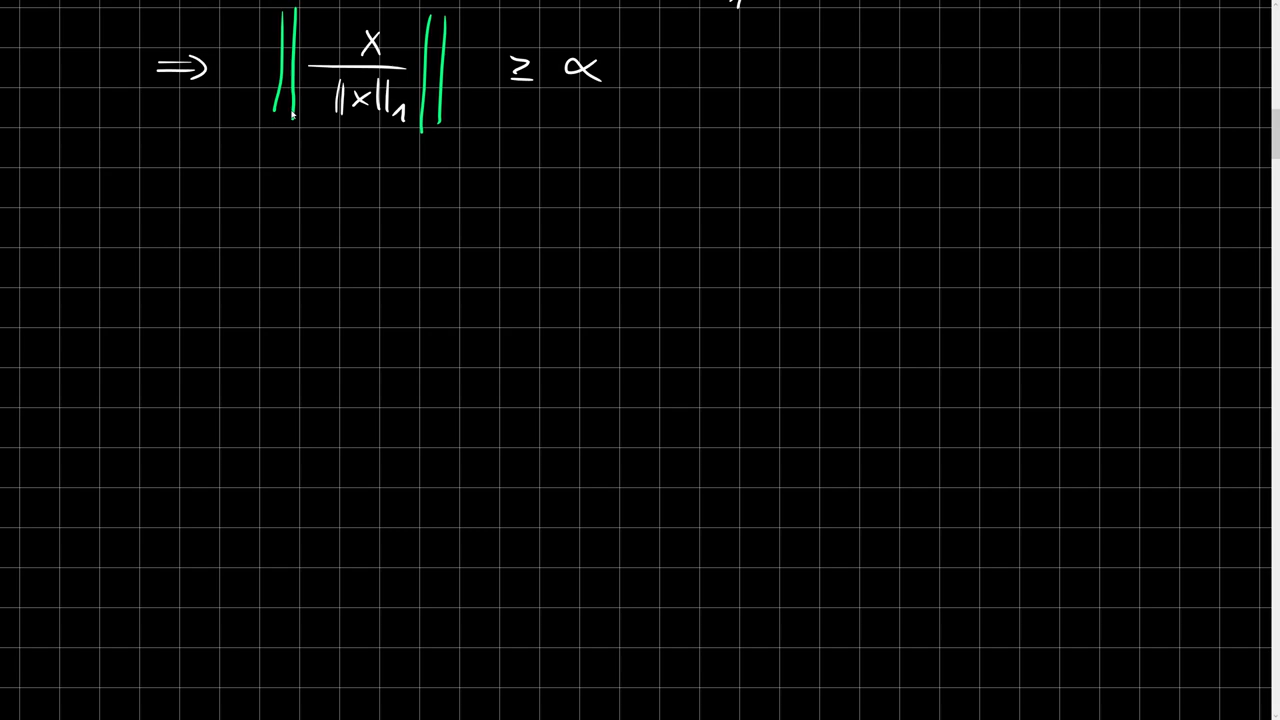 ⇒ ‖ x / ‖x‖₁ ‖ ≥ α